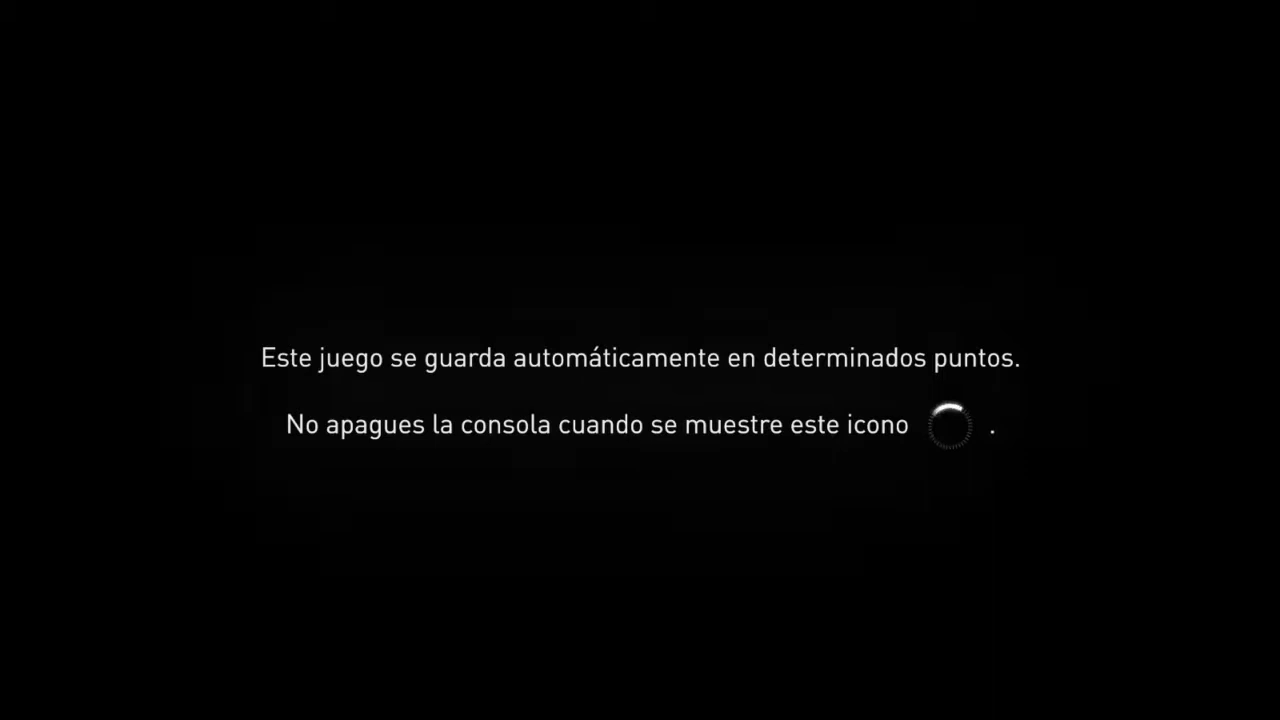 Este juego se guarda automáticamente en determinados puntos.
No apagues la consola cuando se muestre este icono .